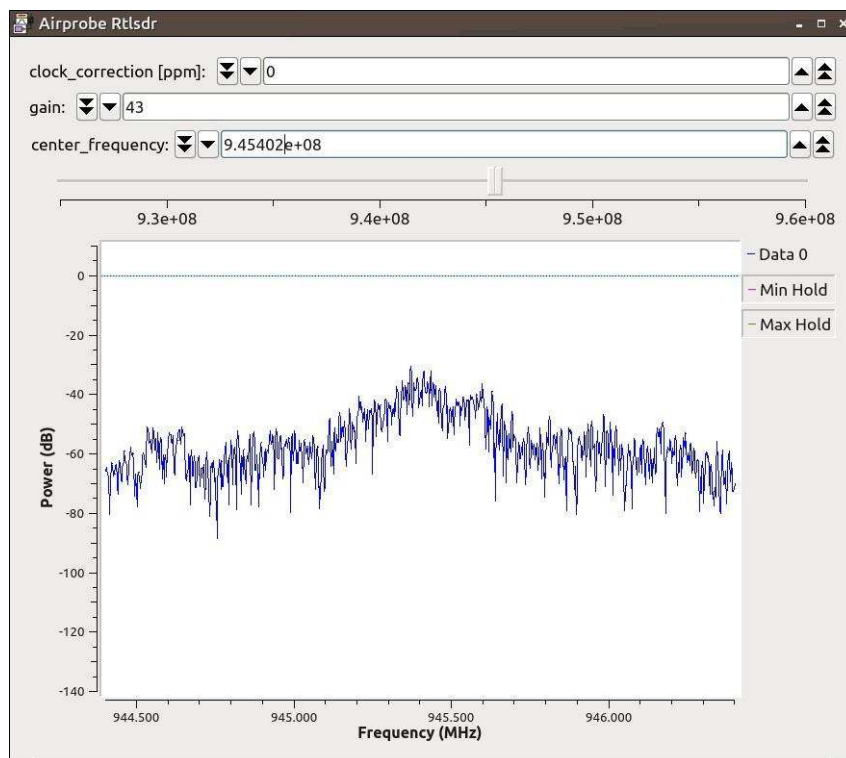 Airprobe Rtlsdr
clock_correction [ppm]: 0
gain: 43
center_frequency: 9.45402e+08
9.3e+08 9.4e+08 9.5e+08 9.6e+08
Data 0
Min Hold
Max Hold
0
-20
-40
-60
-80
-100
-120
-140
Power (dB)
944.500 945.000 945.500 946.000
Frequency (MHz)